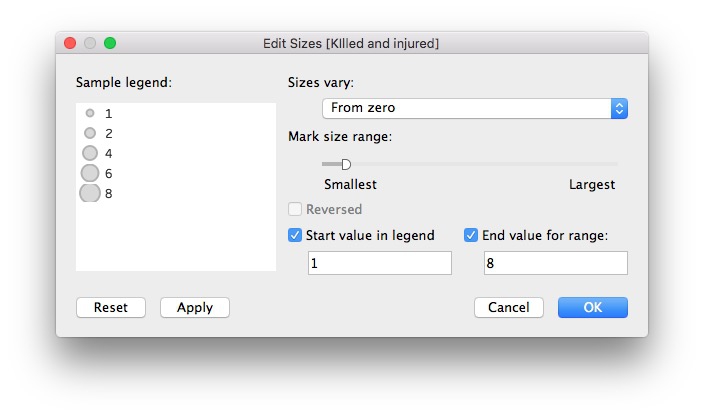 Edit Sizes [KIlled and injured]
Sample legend:
1
2
4
6
8
Sizes vary:
From zero
Mark size range:
Smallest Largest
Reversed
Start value in legend End value for range:
1 8
Reset Apply Cancel OK